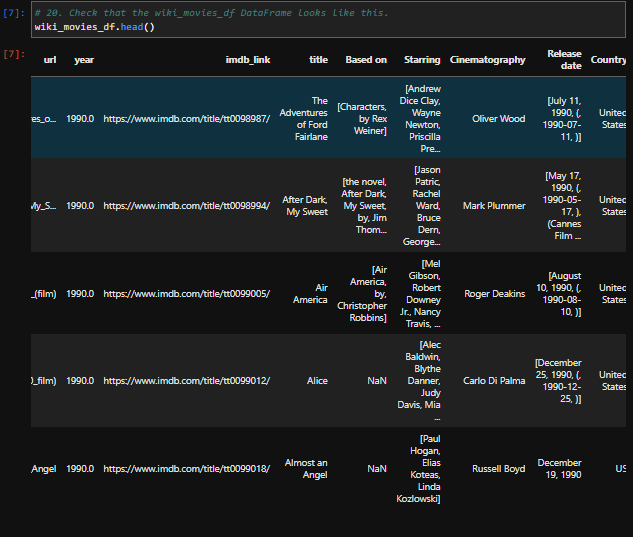 [7]: # 20. Check that the wiki_movies_df DataFrame looks like this.
wiki_movies_df.head()
[7]:
url year imdb_link title Based on Starring Cinematography Release date Country
es_o... 1990.0 https://www.imdb.com/title/tt0098987/ The Adventures of Ford Fairlane [Characters, by Rex Weiner] [Andrew Dice Clay, Wayne Newton, Priscilla Pre... Oliver Wood [July 11, 1990, (, 1990-07-11, )] United States
My_S... 1990.0 https://www.imdb.com/title/tt0098994/ After Dark, My Sweet [the novel, After Dark, My Sweet, by, Jim Thom... [Jason Patric, Rachel Ward, Bruce Dern, George... Mark Plummer [May 17, 1990, (, 1990-05-17, ), (Cannes Film ... United States
_(film) 1990.0 https://www.imdb.com/title/tt0099005/ Air America [Air America, by, Christopher Robbins] [Mel Gibson, Robert Downey Jr., Nancy Travis, ... Roger Deakins [August 10, 1990, (, 1990-08-10, )] United States
0_film) 1990.0 https://www.imdb.com/title/tt0099012/ Alice NaN [Alec Baldwin, Blythe Danner, Judy Davis, Mia ... Carlo Di Palma [December 25, 1990, (, 1990-12-25, )] United States
Angel 1990.0 https://www.imdb.com/title/tt0099018/ Almost an Angel NaN [Paul Hogan, Elias Koteas, Linda Kozlowski] Russell Boyd December 19, 1990 US